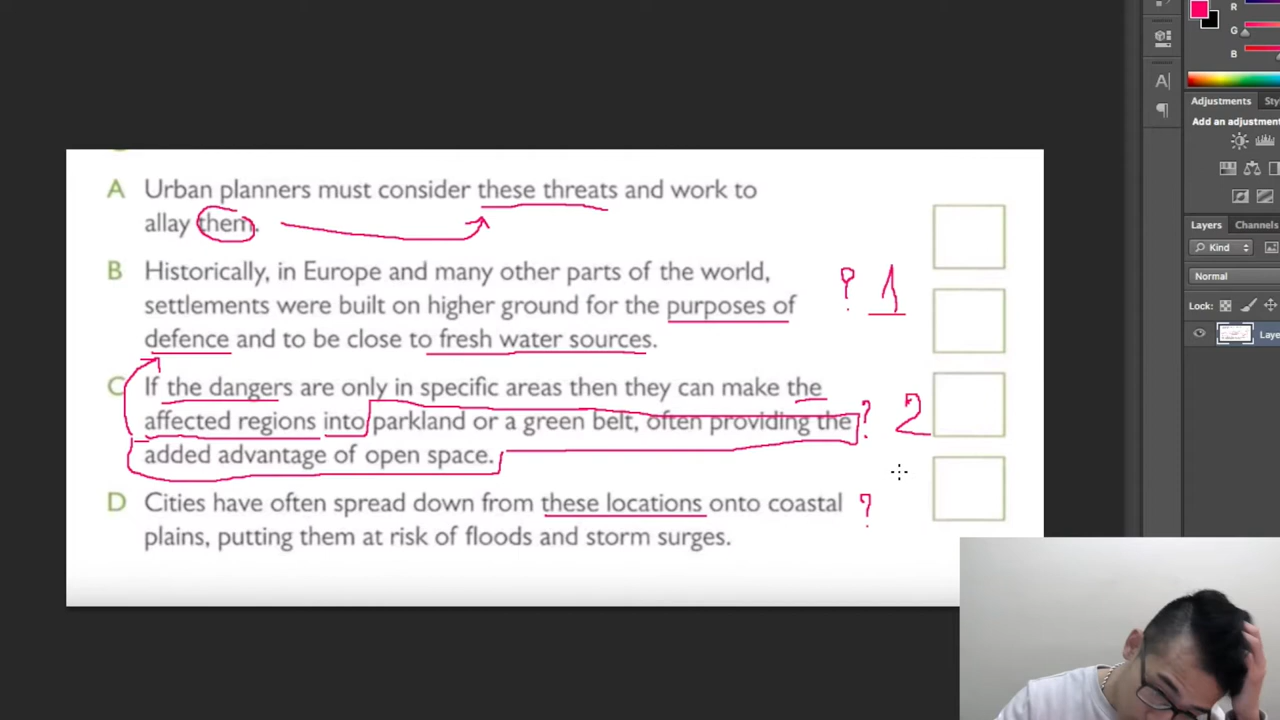 A Urban planners must consider these threats and work to
allay them.
B Historically, in Europe and many other parts of the world,
settlements were built on higher ground for the purposes of
defence and to be close to fresh water sources.
? 1
C If the dangers are only in specific areas then they can make the
affected regions into parkland or a green belt, often providing the
added advantage of open space.
? 2
D Cities have often spread down from these locations onto coastal
plains, putting them at risk of floods and storm surges.
?
R
G
B
A
¶
Adjustments
Add an adjustment
Layers Channels
Kind
Normal
Lock: